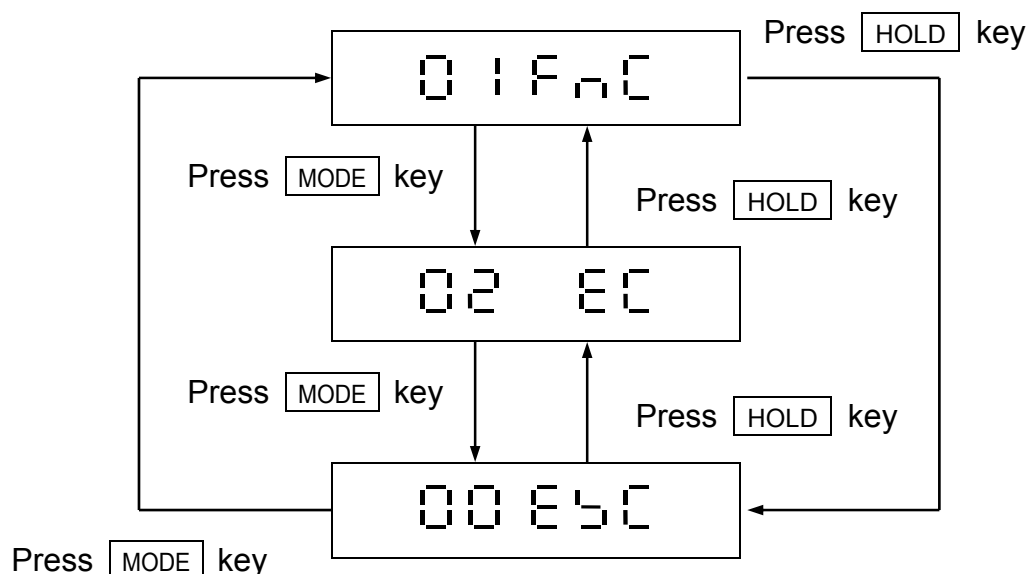 Press HOLD key
01FnC
Press MODE key
Press HOLD key
02 EC
Press MODE key
Press HOLD key
00ESC
Press MODE key